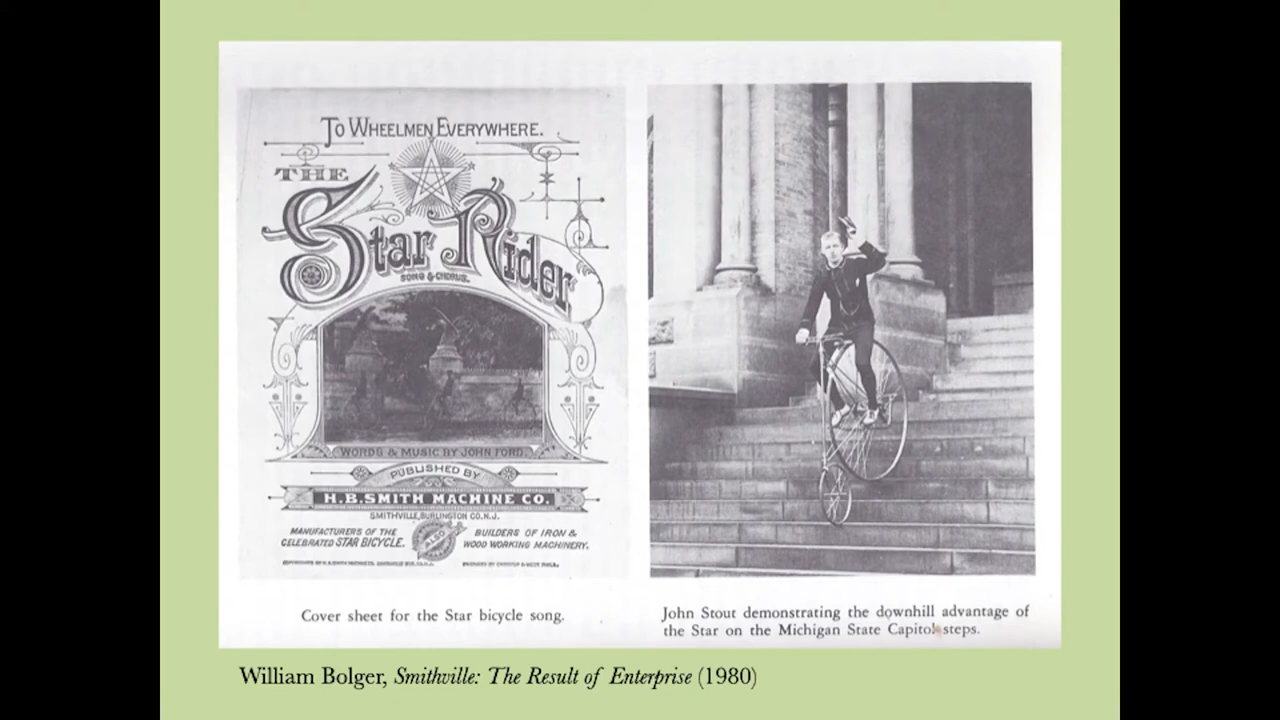 TO WHEELMEN EVERYWHERE.
THE
Star Rider
SONG & CHORUS.
WORDS & MUSIC BY JOHN FORD.
PUBLISHED BY
H.B. SMITH MACHINE CO.
SMITHVILLE, BURLINGTON CO. N.J.
MANUFACTURERS OF THE
CELEBRATED STAR BICYCLE.
ALSO
BUILDERS OF IRON &
WOOD WORKING MACHINERY.
Cover sheet for the Star bicycle song.
John Stout demonstrating the downhill advantage of
the Star on the Michigan State Capitol steps.
William Bolger, Smithville: The Result of Enterprise (1980)